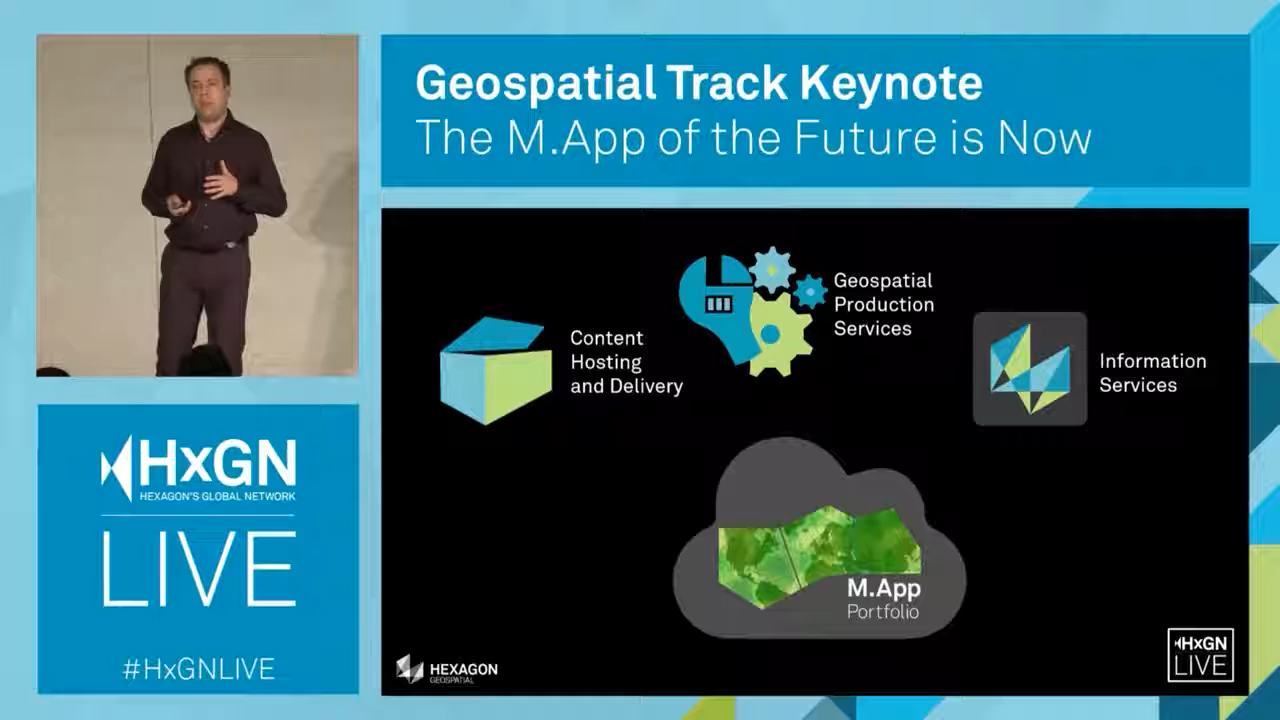 Geospatial Track Keynote
The M.App of the Future is Now
Geospatial
Production
Services
Content
Hosting
and Delivery
Information
Services
M.App
Portfolio
HEXAGON
GEOSPATIAL
HxGN
LIVE
HxGN
HEXAGON'S GLOBAL NETWORK
LIVE
#HxGNLIVE